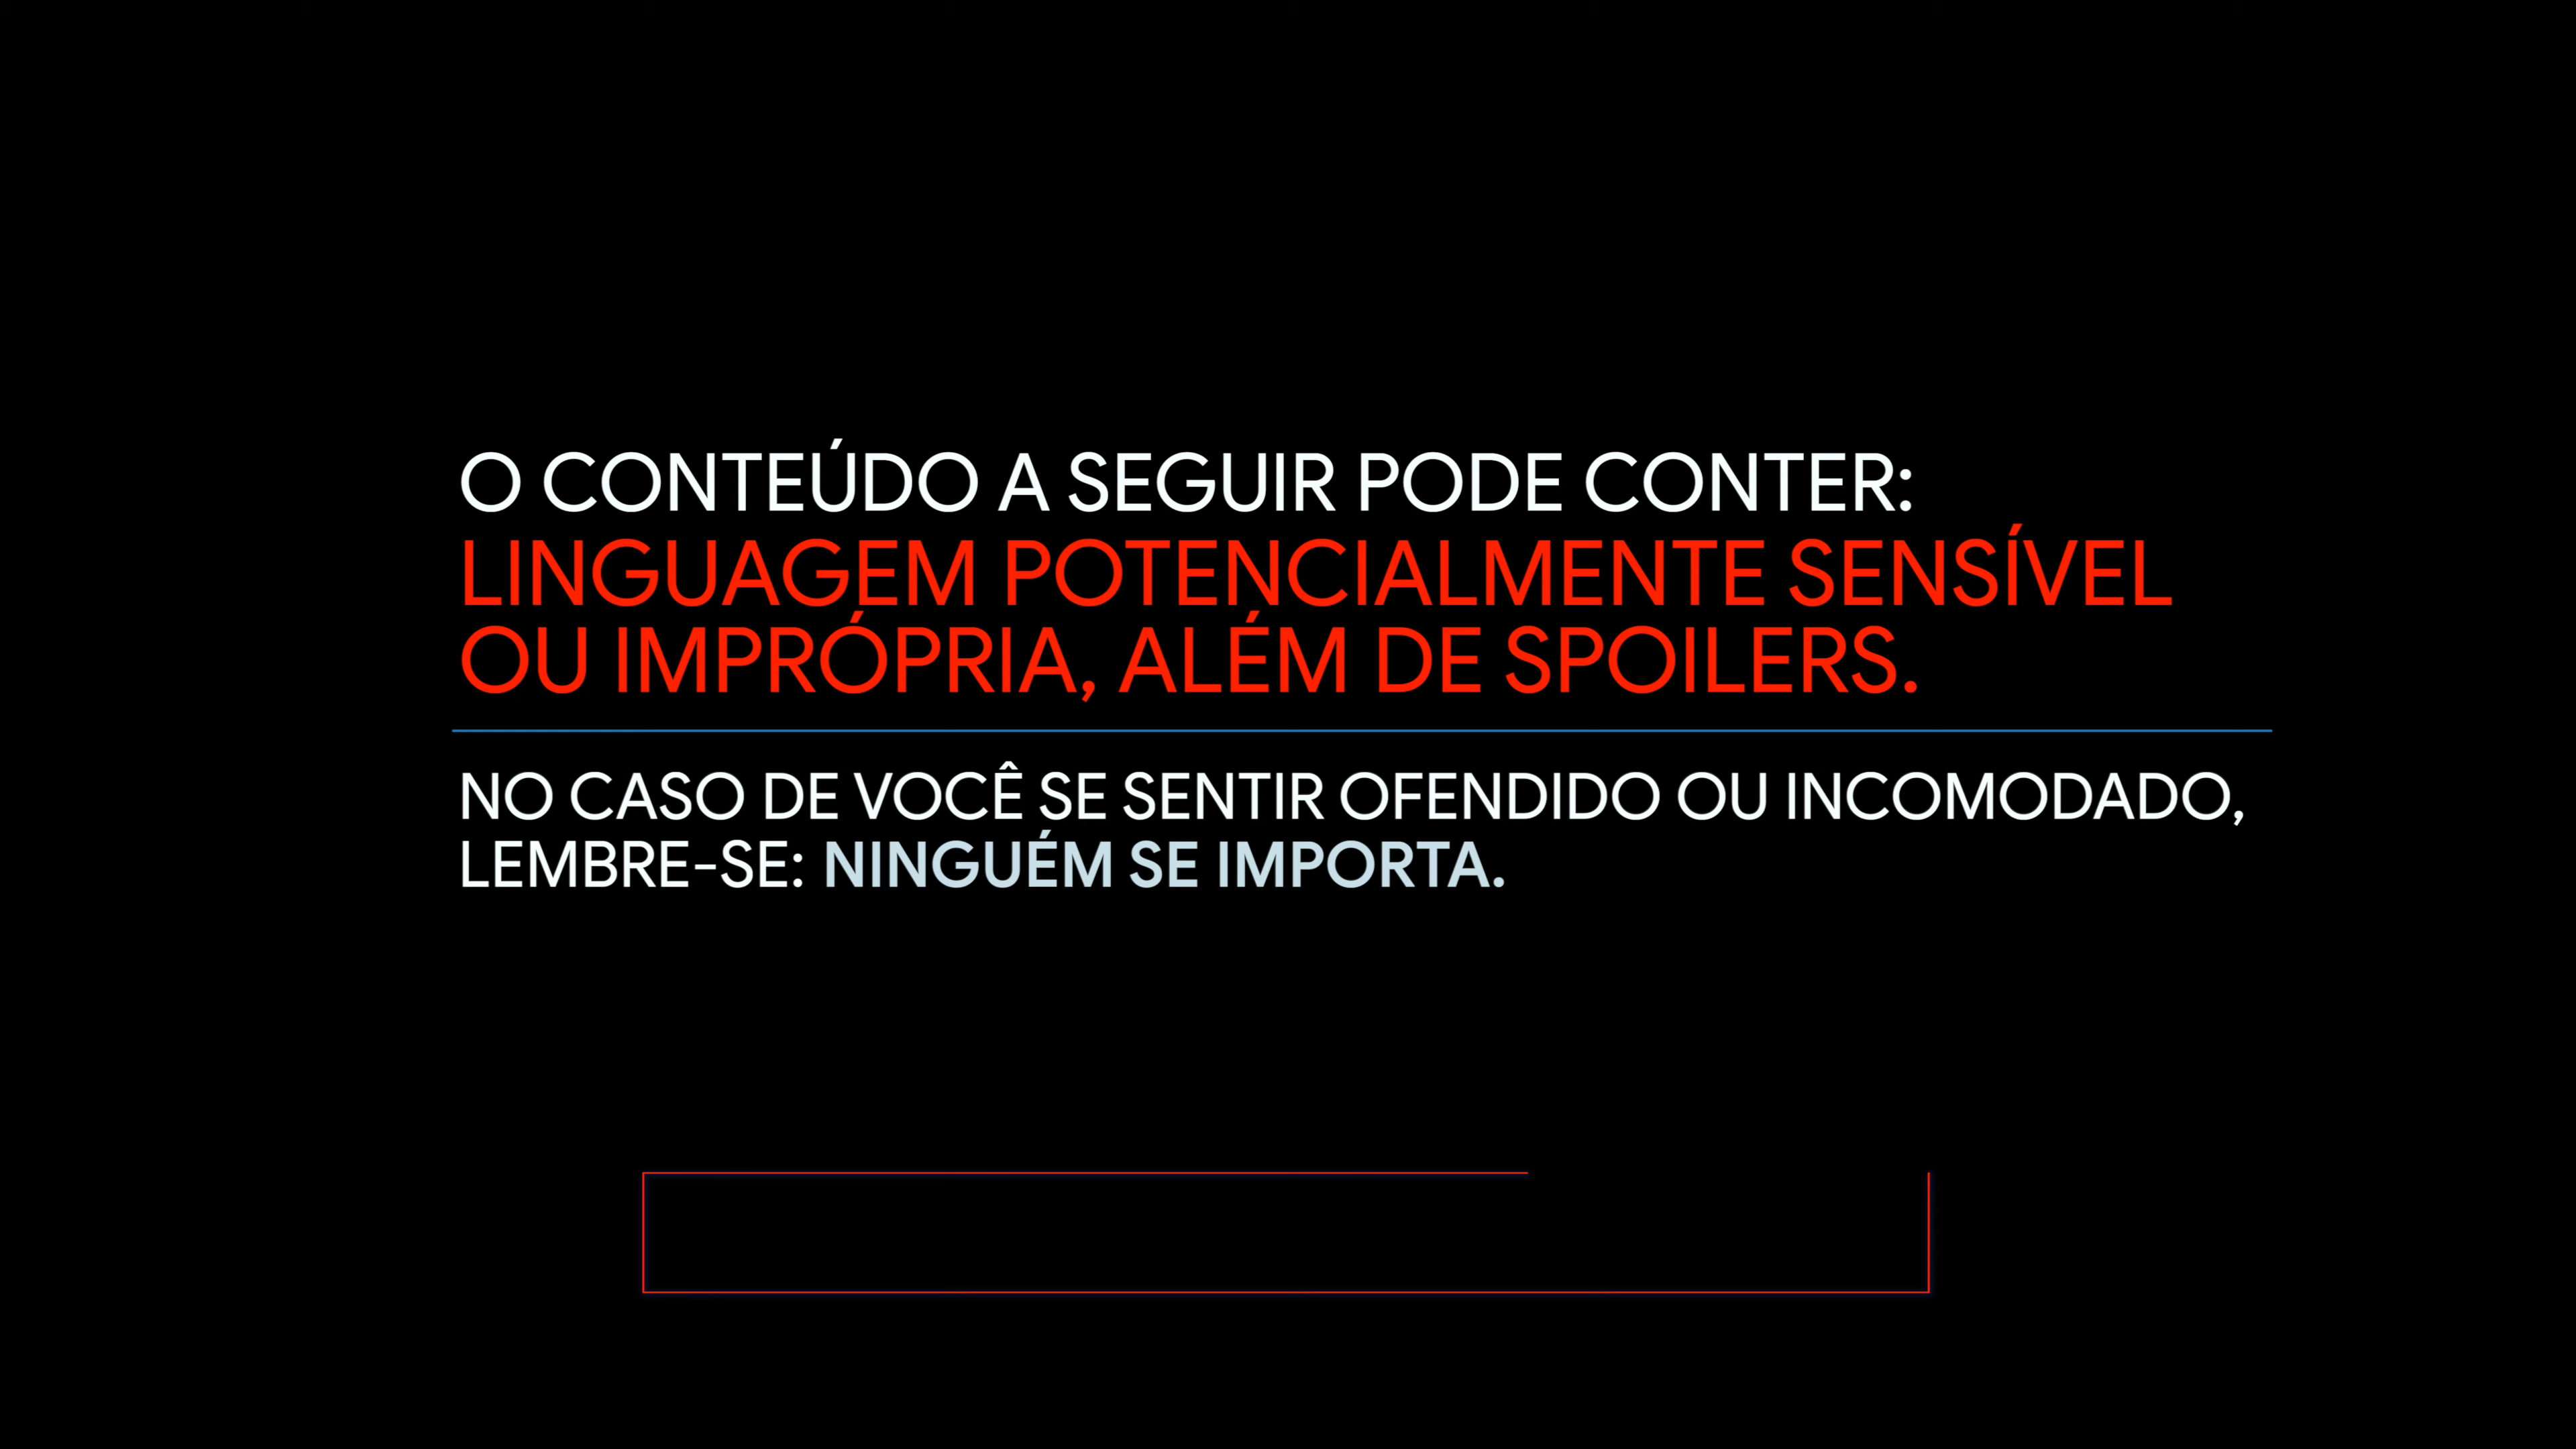 O CONTEÚDO A SEGUIR PODE CONTER:
LINGUAGEM POTENCIALMENTE SENSÍVEL
OU IMPRÓPRIA, ALÉM DE SPOILERS.
NO CASO DE VOCÊ SE SENTIR OFENDIDO OU INCOMODADO,
LEMBRE-SE: NINGUÉM SE IMPORTA.